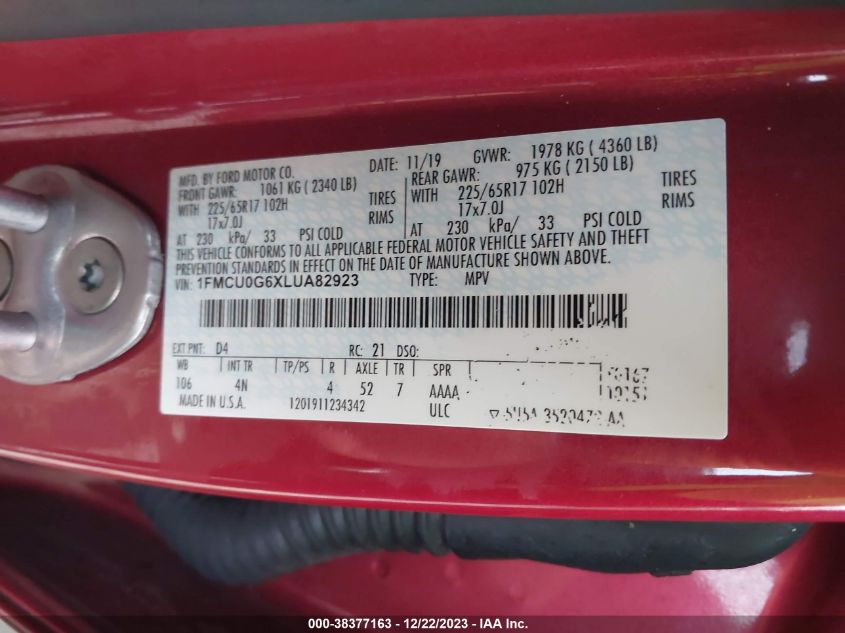 MFD. BY FORD MOTOR CO. DATE: 11/19 GVWR: 1978 KG ( 4360 LB)
FRONT GAWR: 1061 KG ( 2340 LB) REAR GAWR: 975 KG ( 2150 LB)
WITH 225/65R17 102H TIRES WITH 225/65R17 102H TIRES
17x7.0J RIMS 17x7.0J RIMS
AT 230 kPa/ 33 PSI COLD AT 230 kPa/ 33 PSI COLD
THIS VEHICLE CONFORMS TO ALL APPLICABLE FEDERAL MOTOR VEHICLE SAFETY AND THEFT
PREVENTION STANDARDS IN EFFECT ON THE DATE OF MANUFACTURE SHOWN ABOVE.
VIN: 1FMCU0G6XLUA82923 TYPE: MPV
EXT PNT: D4 RC: 21 DSO:
WB INT TR TP/PS R AXLE TR SPR
106 4N 4 52 7 AAAA
MADE IN U.S.A. 1201911234342 ULC
000-38377163 - 12/22/2023 - IAA Inc.